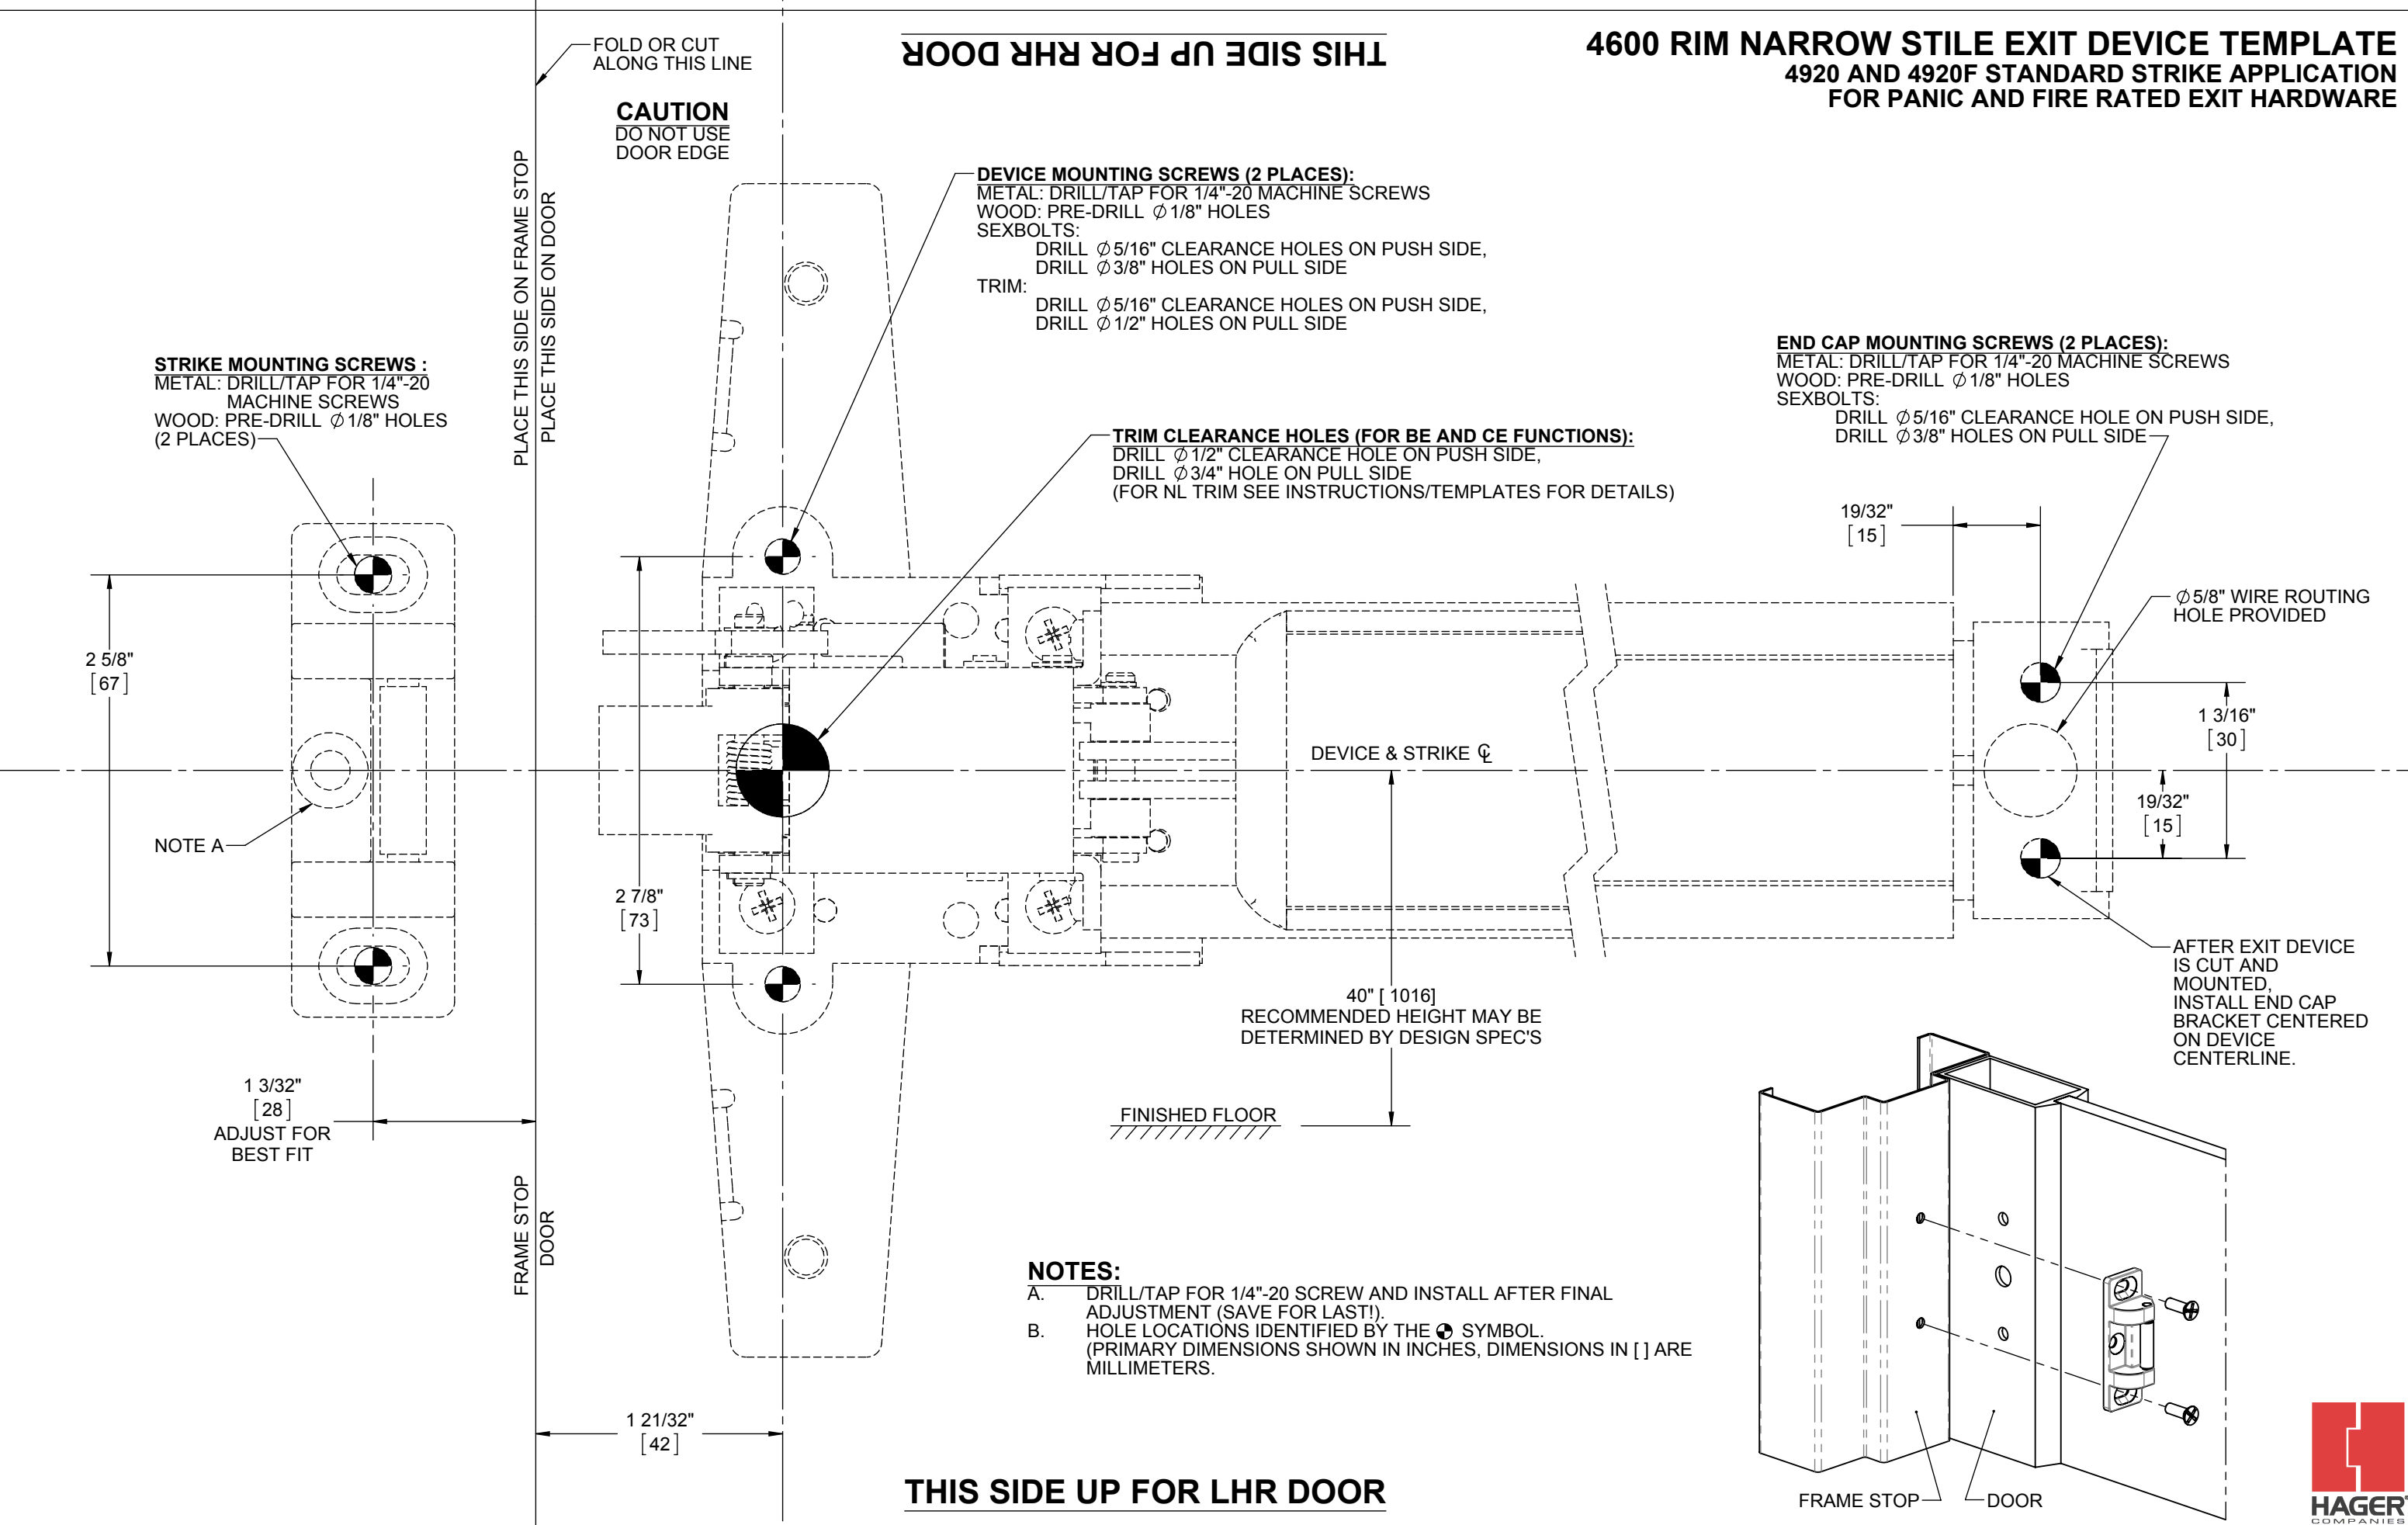 FOLD OR CUT
ALONG THIS LINE
THIS SIDE UP FOR RHR DOOR
4600 RIM NARROW STILE EXIT DEVICE TEMPLATE
4920 AND 4920F STANDARD STRIKE APPLICATION
FOR PANIC AND FIRE RATED EXIT HARDWARE
CAUTION
DO NOT USE
DOOR EDGE
PLACE THIS SIDE ON FRAME STOP
PLACE THIS SIDE ON DOOR
DEVICE MOUNTING SCREWS (2 PLACES):
METAL: DRILL/TAP FOR 1/4"-20 MACHINE SCREWS
WOOD: PRE-DRILL ∅1/8" HOLES
SEXBOLTS:
DRILL ∅5/16" CLEARANCE HOLES ON PUSH SIDE,
DRILL ∅3/8" HOLES ON PULL SIDE
TRIM:
DRILL ∅5/16" CLEARANCE HOLES ON PUSH SIDE,
DRILL ∅1/2" HOLES ON PULL SIDE
STRIKE MOUNTING SCREWS :
METAL: DRILL/TAP FOR 1/4"-20
MACHINE SCREWS
WOOD: PRE-DRILL ∅1/8" HOLES
(2 PLACES)
TRIM CLEARANCE HOLES (FOR BE AND CE FUNCTIONS):
DRILL ∅1/2" CLEARANCE HOLE ON PUSH SIDE,
DRILL ∅3/4" HOLE ON PULL SIDE
(FOR NL TRIM SEE INSTRUCTIONS/TEMPLATES FOR DETAILS)
END CAP MOUNTING SCREWS (2 PLACES):
METAL: DRILL/TAP FOR 1/4"-20 MACHINE SCREWS
WOOD: PRE-DRILL ∅1/8" HOLES
SEXBOLTS:
DRILL ∅5/16" CLEARANCE HOLE ON PUSH SIDE,
DRILL ∅3/8" HOLES ON PULL SIDE
19/32"
[15]
∅5/8" WIRE ROUTING
HOLE PROVIDED
2 5/8"
[67]
1 3/16"
[30]
DEVICE & STRIKE ℄
19/32"
[15]
NOTE A
2 7/8"
[73]
AFTER EXIT DEVICE
IS CUT AND
MOUNTED,
INSTALL END CAP
BRACKET CENTERED
ON DEVICE
CENTERLINE.
40" [ 1016]
RECOMMENDED HEIGHT MAY BE
DETERMINED BY DESIGN SPEC'S
1 3/32"
[28]
ADJUST FOR
BEST FIT
FINISHED FLOOR
FRAME STOP
DOOR
NOTES:
A. DRILL/TAP FOR 1/4"-20 SCREW AND INSTALL AFTER FINAL
ADJUSTMENT (SAVE FOR LAST!).
B. HOLE LOCATIONS IDENTIFIED BY THE SYMBOL.
(PRIMARY DIMENSIONS SHOWN IN INCHES, DIMENSIONS IN [ ] ARE
MILLIMETERS.
1 21/32"
[42]
THIS SIDE UP FOR LHR DOOR
FRAME STOP
DOOR
HAGER
COMPANIES